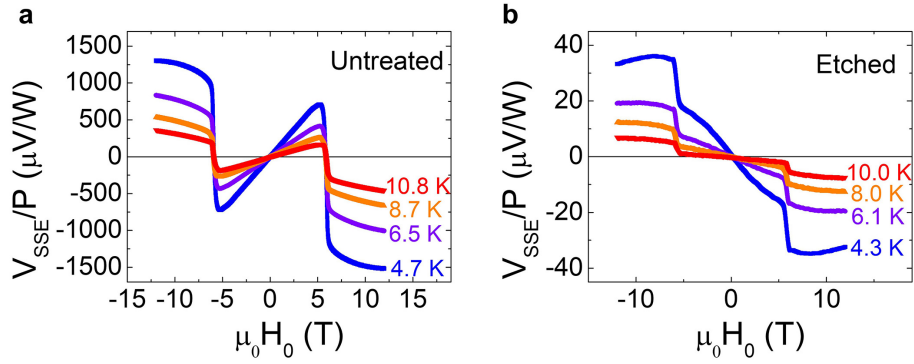 a
Untreated
V_SSE/P (μV/W)
1500
1000
500
0
-500
-1000
-1500
10.8 K
8.7 K
6.5 K
4.7 K
-15 -10 -5 0 5 10 15
μ₀H₀ (T)
b
Etched
V_SSE/P (μV/W)
40
20
0
-20
-40
10.0 K
8.0 K
6.1 K
4.3 K
-10 0 10
μ₀H₀ (T)